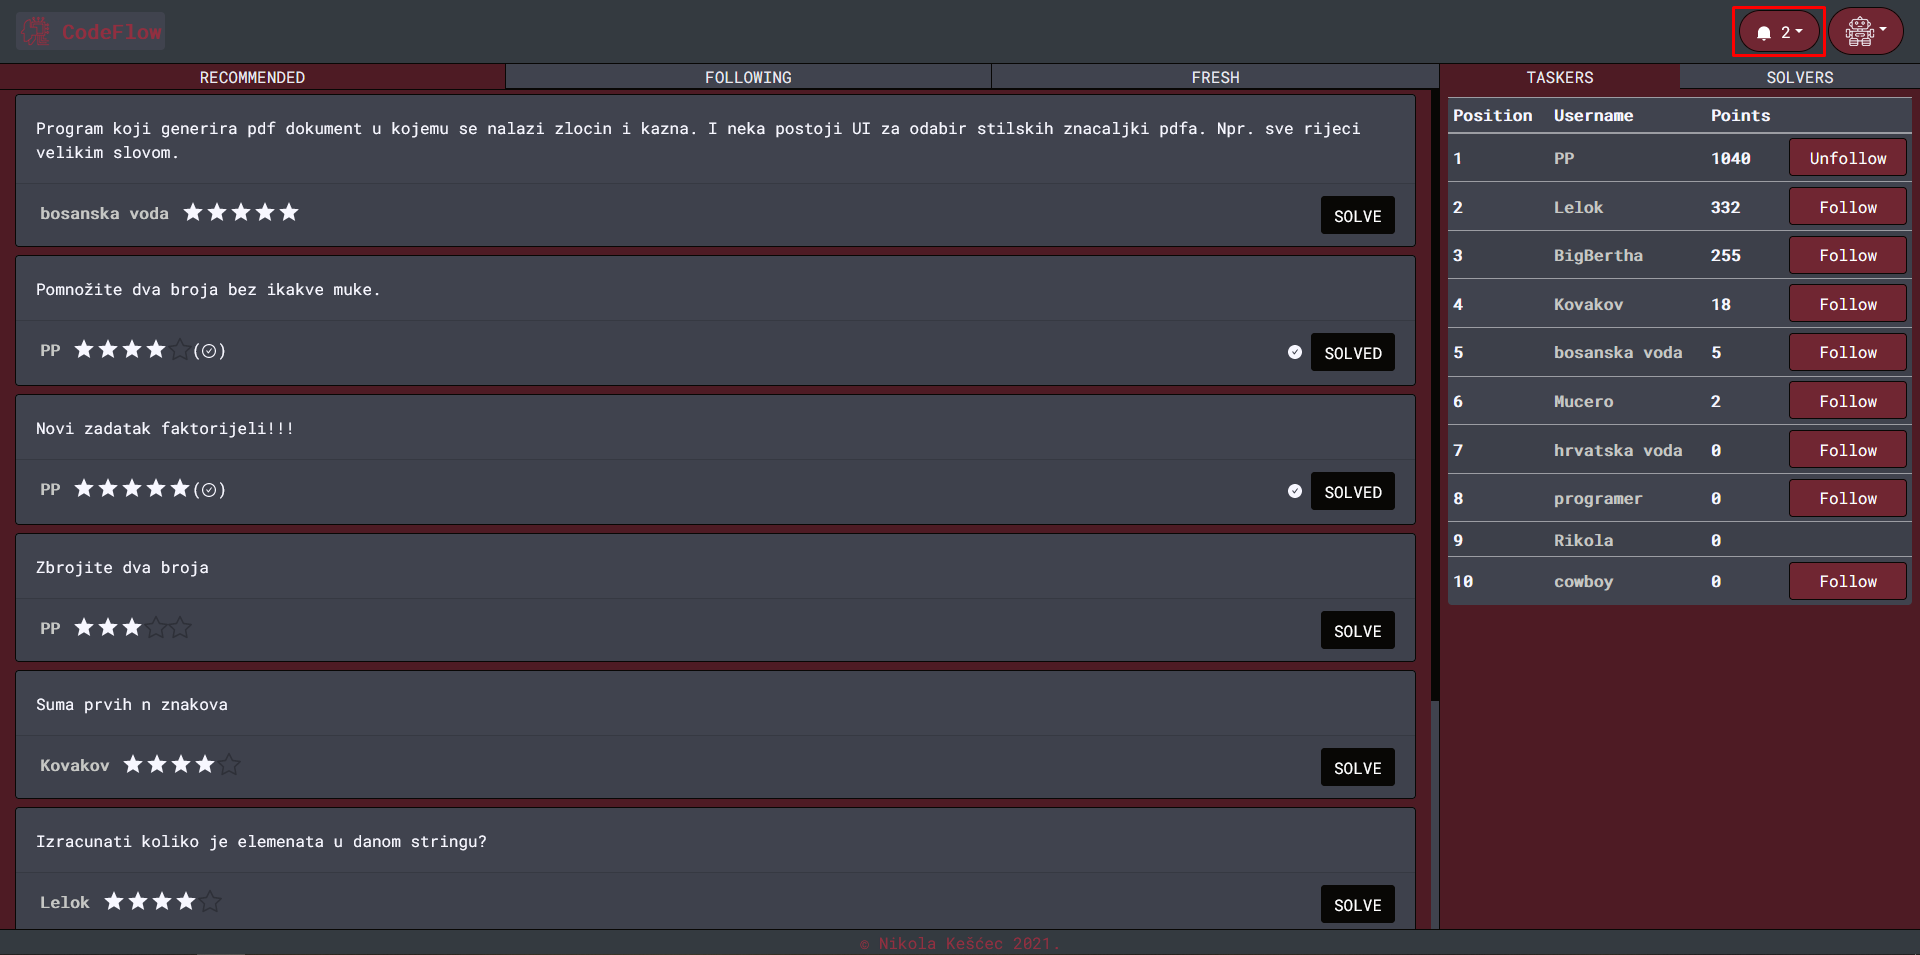 CodeFlow
2
RECOMMENDED
FOLLOWING
FRESH
TASKERS
SOLVERS
Program koji generira pdf dokument u kojemu se nalazi zlocin i kazna. I neka postoji UI za odabir stilskih znacaljki pdfa. Npr. sve rijeci
velikim slovom.
bosanska voda
SOLVE
Pomnožite dva broja bez ikakve muke.
PP
SOLVED
Novi zadatak faktorijeli!!!
PP
SOLVED
Zbrojite dva broja
PP
SOLVE
Suma prvih n znakova
Kovakov
SOLVE
Izracunati koliko je elemenata u danom stringu?
Lelok
SOLVE
Position Username Points
1 PP 1040 Unfollow
2 Lelok 332 Follow
3 BigBertha 255 Follow
4 Kovakov 18 Follow
5 bosanska voda 5 Follow
6 Mucero 2 Follow
7 hrvatska voda 0 Follow
8 programer 0 Follow
9 Rikola 0
10 cowboy 0 Follow
© Nikola Kešćec 2021.